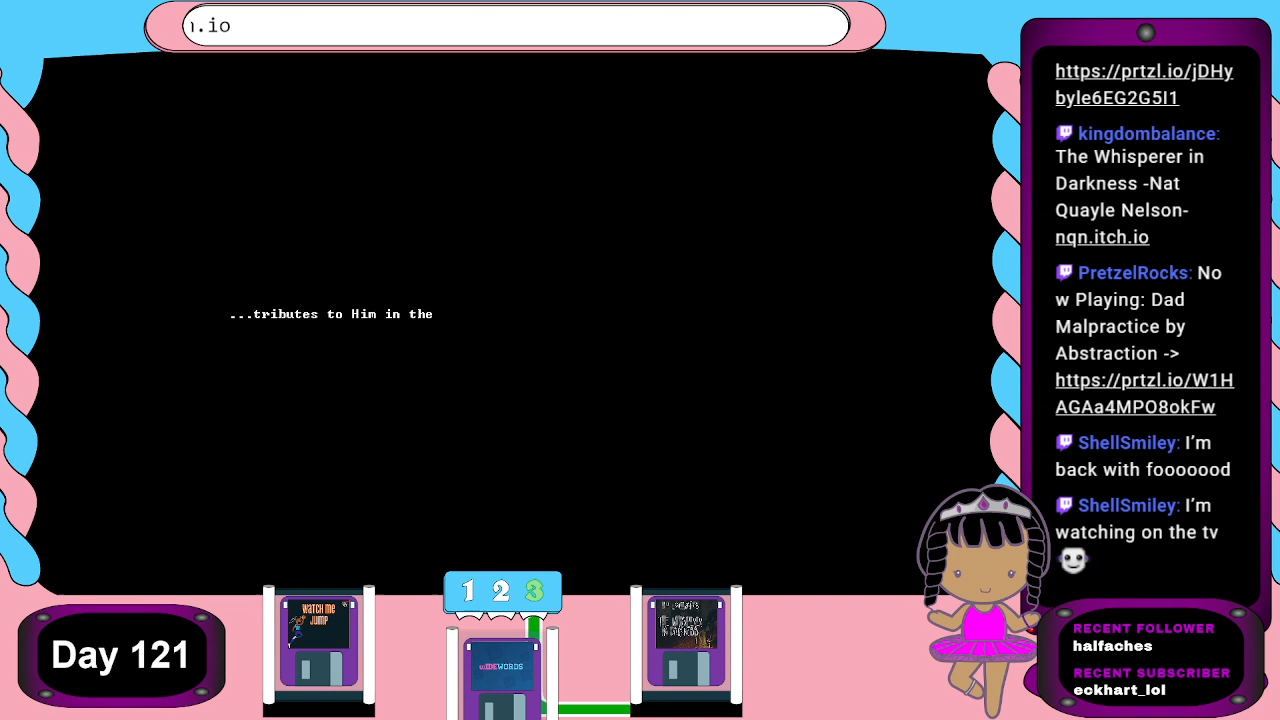 .io
...tributes to Him in the
https://prtzl.io/jDHy
byle6EG2G5I1
kingdombalance:
The Whisperer in
Darkness -Nat
Quayle Nelson-
nqn.itch.io
PretzelRocks: No
w Playing: Dad
Malpractice by
Abstraction ->
https://prtzl.io/W1H
AGAa4MPO8okFw
ShellSmiley: I'm
back with fooooood
ShellSmiley: I'm
watching on the tv
1 2 3
WATCH ME
JUMP
WORDS
Day 121
RECENT FOLLOWER
halfaches
RECENT SUBSCRIBER
eckhart_lol